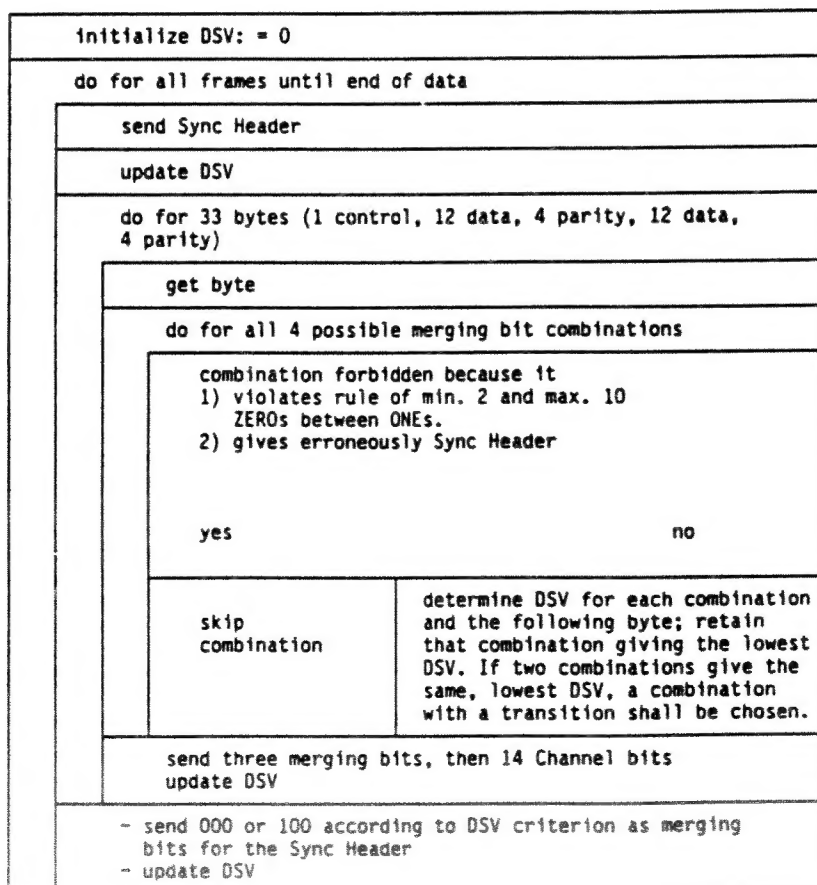 initialize DSV: = 0
do for all frames until end of data
send Sync Header
update DSV
do for 33 bytes (1 control, 12 data, 4 parity, 12 data,
4 parity)
get byte
do for all 4 possible merging bit combinations
combination forbidden because it
1) violates rule of min. 2 and max. 10
ZEROs between ONEs.
2) gives erroneously Sync Header
yes no
skip
combination
determine DSV for each combination
and the following byte; retain
that combination giving the lowest
DSV. If two combinations give the
same, lowest DSV, a combination
with a transition shall be chosen.
send three merging bits, then 14 Channel bits
update DSV
- send 000 or 100 according to DSV criterion as merging
bits for the Sync Header
- update DSV